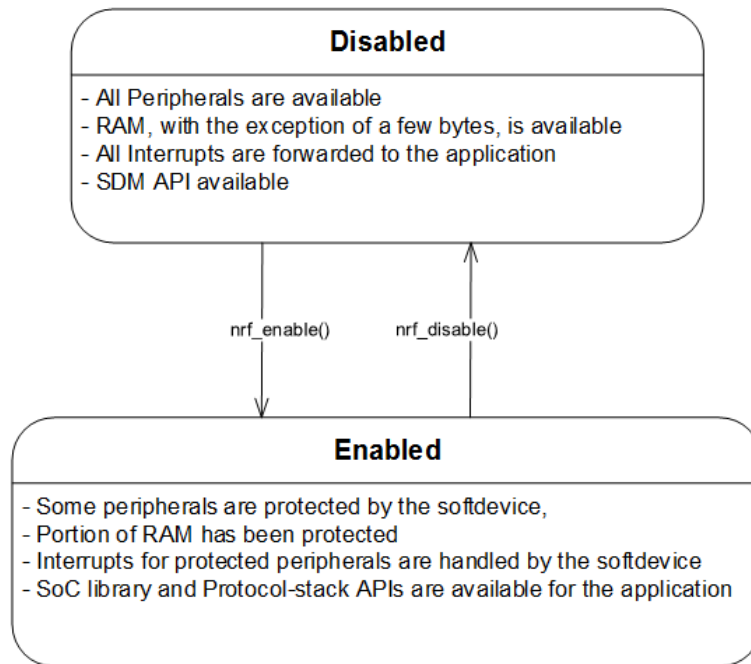 Disabled
- All Peripherals are available
- RAM, with the exception of a few bytes, is available
- All Interrupts are forwarded to the application
- SDM API available
nrf_enable()
nrf_disable()
Enabled
- Some peripherals are protected by the softdevice,
- Portion of RAM has been protected
- Interrupts for protected peripherals are handled by the softdevice
- SoC library and Protocol-stack APIs are available for the application